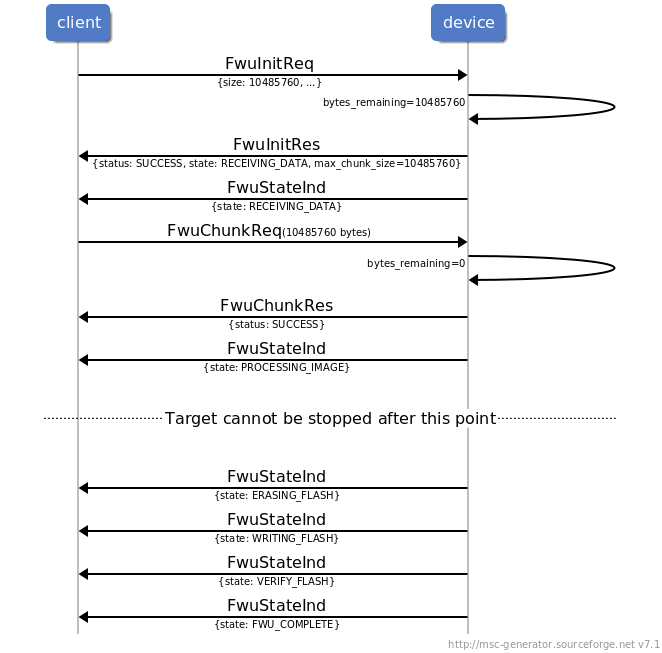 client device
FwuInitReq
{size: 10485760, ...}
bytes_remaining=10485760
FwuInitRes
{status: SUCCESS, state: RECEIVING_DATA, max_chunk_size=10485760}
FwuStateInd
{state: RECEIVING_DATA}
FwuChunkReq(10485760 bytes)
bytes_remaining=0
FwuChunkRes
{status: SUCCESS}
FwuStateInd
{state: PROCESSING_IMAGE}
Target cannot be stopped after this point
FwuStateInd
{state: ERASING_FLASH}
FwuStateInd
{state: WRITING_FLASH}
FwuStateInd
{state: VERIFY_FLASH}
FwuStateInd
{state: FWU_COMPLETE}
http://msc-generator.sourceforge.net v7.1